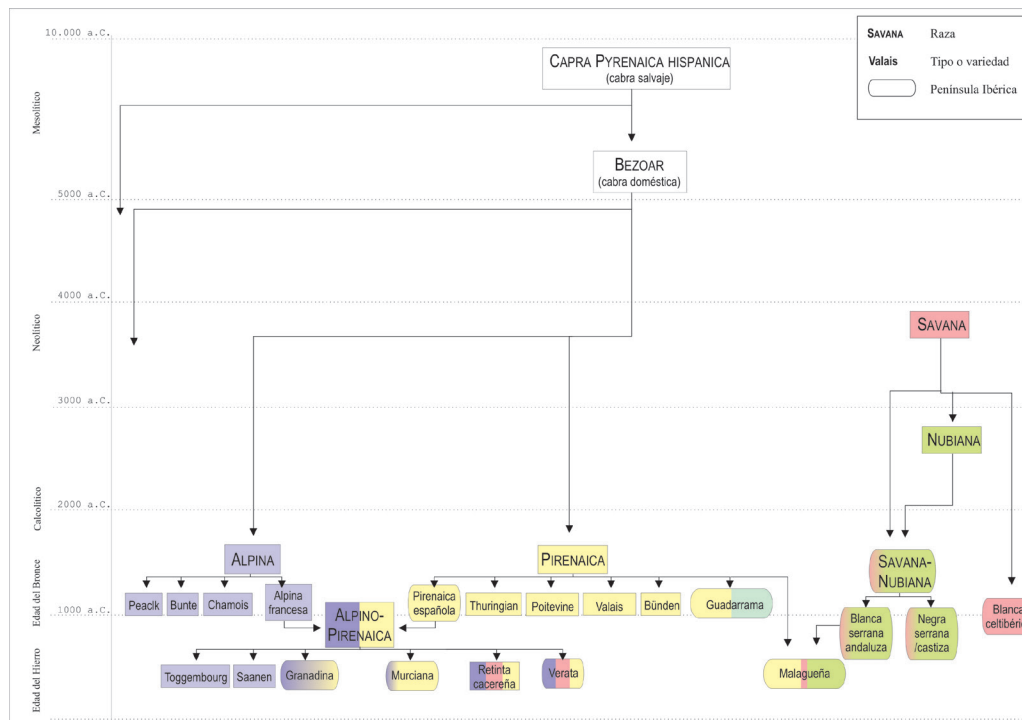 10.000 a.C.
CAPRA PYRENAICA HISPANICA
(cabra salvaje)
SAVANA Raza
Valais Tipo o variedad
Península Ibérica
Mesolítico
BEZOAR
(cabra doméstica)
5000 a.C.
4000 a.C.
Neolítico
SAVANA
3000 a.C.
NUBIANA
2000 a.C.
Calcolítico
ALPINA
PIRENAICA
SAVANA-
NUBIANA
Edad del Bronce
Peaclk
Bunte
Chamois
Alpina
francesa
Pirenaica
española
Thuringian
Poitevine
Valais
Bünden
Guadarrama
1000 a.C.
ALPINO-
PIRENAICA
Blanca
serrana
andaluza
Negra
serrana
/castiza
Blanca
celtibéric
Edad del Hierro
Toggembourg
Saanen
Granadina
Murciana
Retinta
cacereña
Verata
Malagueña